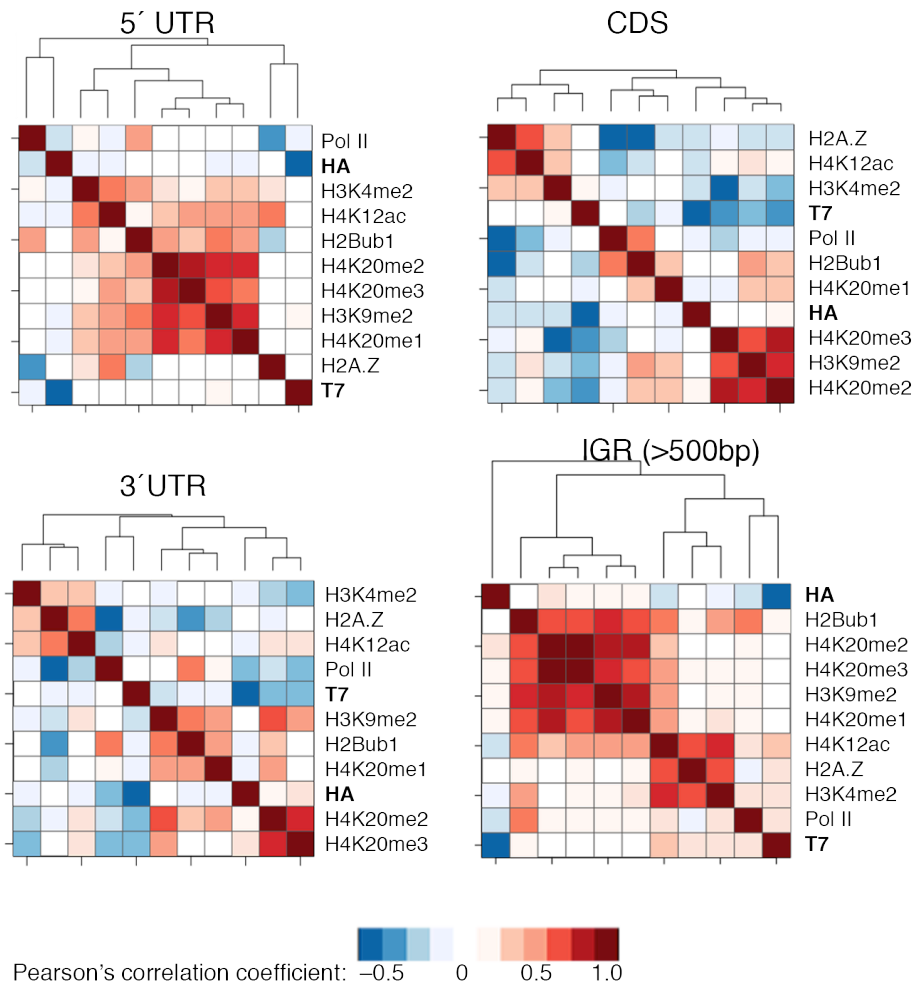 5´ UTR
Pol II
HA
H3K4me2
H4K12ac
H2Bub1
H4K20me2
H4K20me3
H3K9me2
H4K20me1
H2A.Z
T7
CDS
H2A.Z
H4K12ac
H3K4me2
T7
Pol II
H2Bub1
H4K20me1
HA
H4K20me3
H3K9me2
H4K20me2
3´UTR
H3K4me2
H2A.Z
H4K12ac
Pol II
T7
H3K9me2
H2Bub1
H4K20me1
HA
H4K20me2
H4K20me3
IGR (>500bp)
HA
H2Bub1
H4K20me2
H4K20me3
H3K9me2
H4K20me1
H4K12ac
H2A.Z
H3K4me2
Pol II
T7
Pearson's correlation coefficient: −0.5 0 0.5 1.0